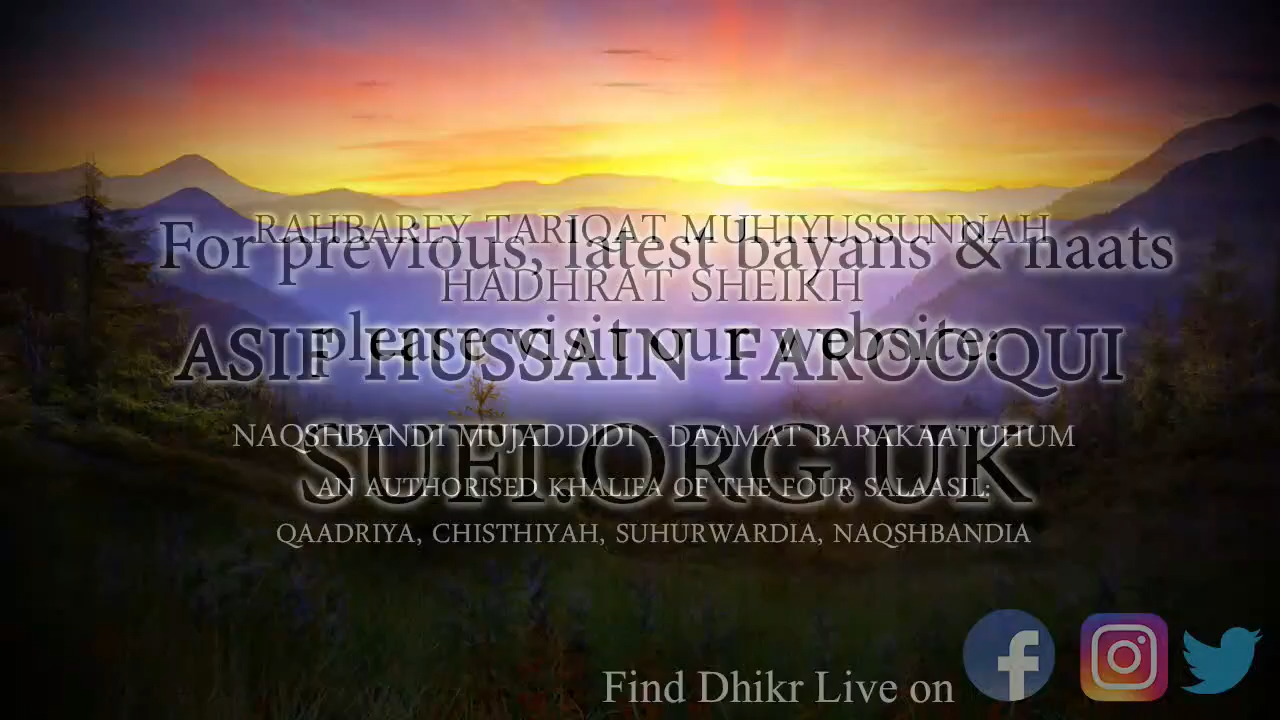 RAHBAREY TARIQAT MUHIYUSSUNNAH
For previous, latest bayans & naats
HADHRAT SHEIKH
please visit our website:
ASIF HUSSAIN FAROOQUI
NAQSHBANDI MUJADDIDI - DAAMAT BARAKAATUHUM
SUFI.ORG.UK
AN AUTHORISED KHALIFA OF THE FOUR SALAASIL:
QAADRIYA, CHISTHIYAH, SUHURWARDIA, NAQSHBANDIA
Find Dhikr Live on